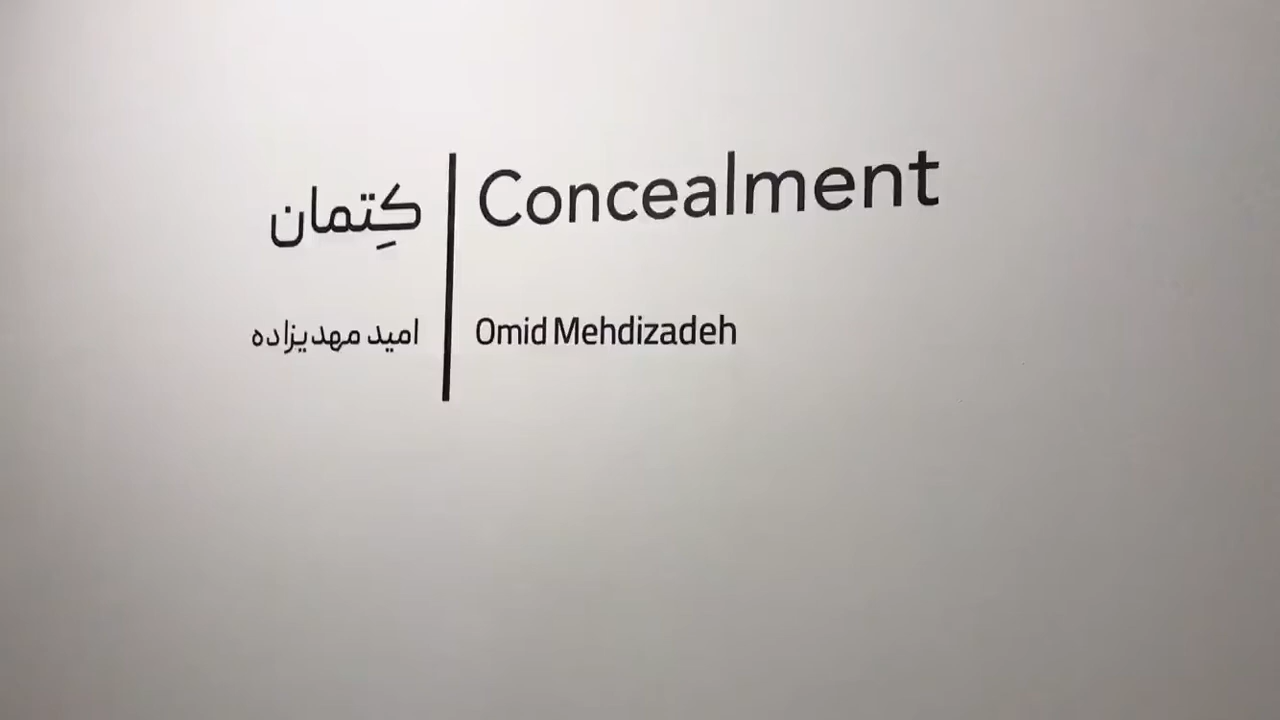 کِتمان | Concealment
امید مهدیزاده | Omid Mehdizadeh